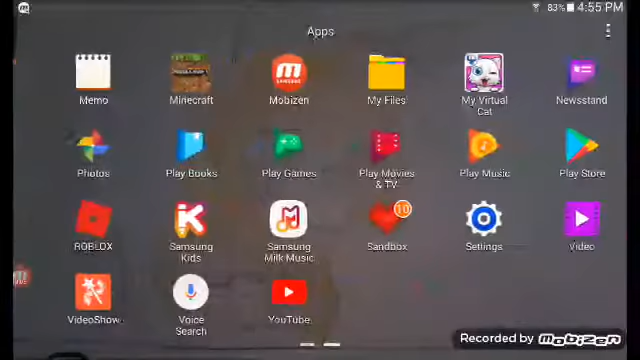 83% 4:55 PM
Apps
Memo
Minecraft
Mobizen
My Files
My Virtual
Cat
Newsstand
Photos
Play Books
Play Games
Play Movies
& TV
Play Music
Play Store
ROBLOX
Samsung
Kids
Samsung
Milk Music
10
Sandbox
Settings
Video
VideoShow
Voice
Search
YouTube
Recorded by mobizen